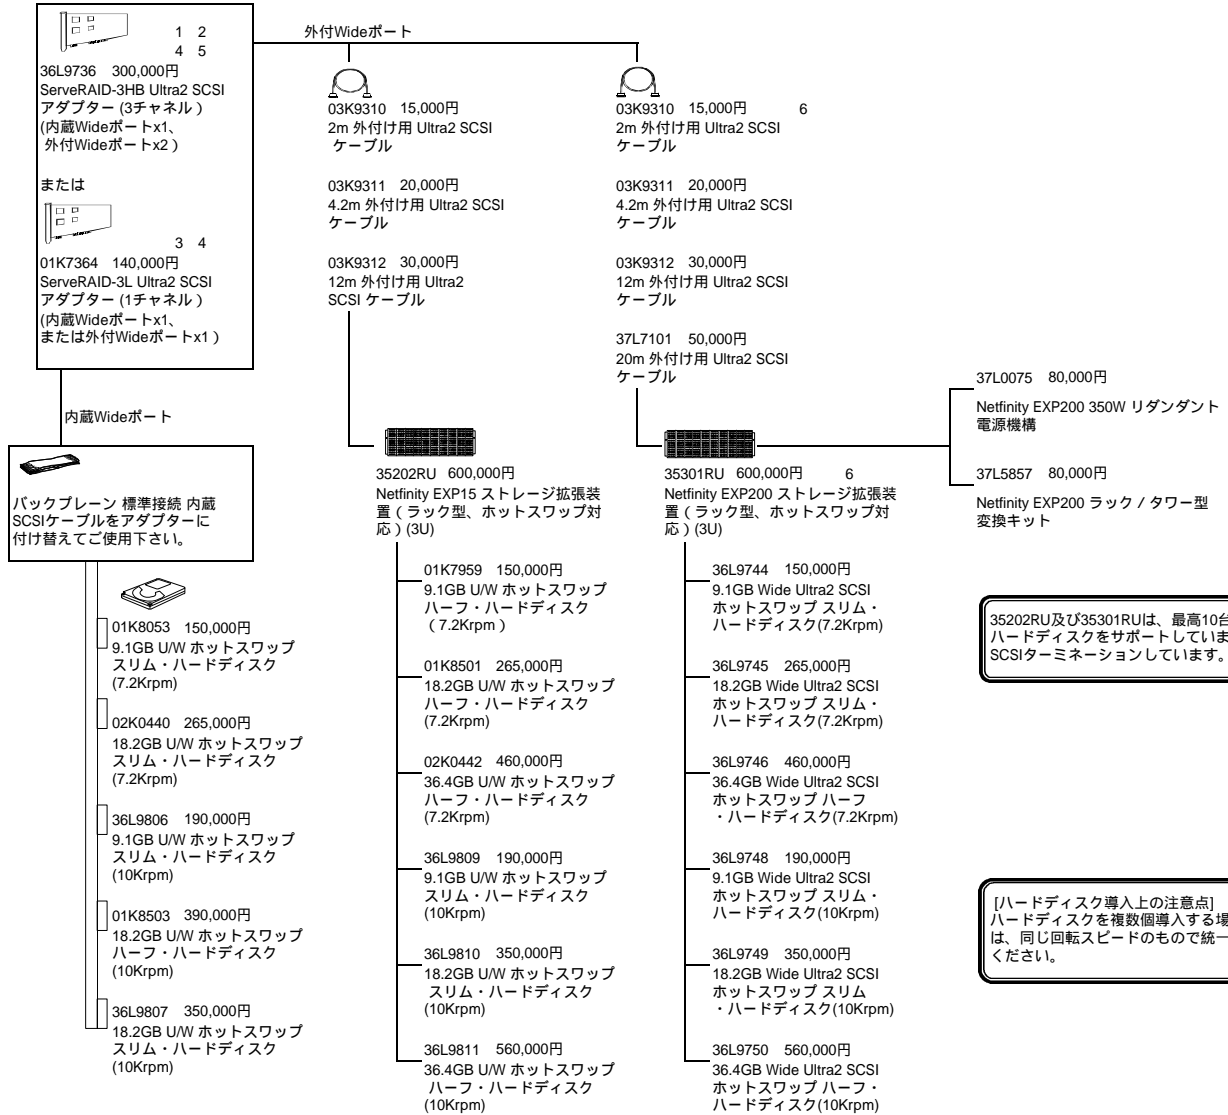 1 2
4 5
36L9736 300,000円
ServeRAID-3HB Ultra2 SCSI
アダプター (3チャネル )
(内蔵Wideポートx1、
外付Wideポートx2 )
または
3 4
01K7364 140,000円
ServeRAID-3L Ultra2 SCSI
アダプター (1チャネル )
(内蔵Wideポートx1、
または外付Wideポートx1 )
内蔵Wideポート
バックプレーン 標準接続 内蔵
SCSIケーブルをアダプターに
付け替えてご使用下さい。
01K8053 150,000円
9.1GB U/W ホットスワップ
スリム・ハードディスク
(7.2Krpm)
02K0440 265,000円
18.2GB U/W ホットスワップ
スリム・ハードディスク
(7.2Krpm)
36L9806 190,000円
9.1GB U/W ホットスワップ
スリム・ハードディスク
(10Krpm)
01K8503 390,000円
18.2GB U/W ホットスワップ
ハーフ・ハードディスク
(10Krpm)
36L9807 350,000円
18.2GB U/W ホットスワップ
スリム・ハードディスク
(10Krpm)
外付Wideポート
03K9310 15,000円
2m 外付け用 Ultra2 SCSI
ケーブル
03K9311 20,000円
4.2m 外付け用 Ultra2 SCSI
ケーブル
03K9312 30,000円
12m 外付け用 Ultra2
SCSI ケーブル
35202RU 600,000円
Netfinity EXP15 ストレージ拡張装
置 ( ラック型、ホットスワップ対
応 ) (3U)
01K7959 150,000円
9.1GB U/W ホットスワップ
ハーフ・ハードディスク
( 7.2Krpm )
01K8501 265,000円
18.2GB U/W ホットスワップ
ハーフ・ハードディスク
(7.2Krpm)
02K0442 460,000円
36.4GB U/W ホットスワップ
ハーフ・ハードディスク
(7.2Krpm)
36L9809 190,000円
9.1GB U/W ホットスワップ
スリム・ハードディスク
(10Krpm)
36L9810 350,000円
18.2GB U/W ホットスワップ
スリム・ハードディスク
(10Krpm)
36L9811 560,000円
36.4GB U/W ホットスワップ
ハーフ・ハードディスク
(10Krpm)
03K9310 15,000円 6
2m 外付け用 Ultra2 SCSI
ケーブル
03K9311 20,000円
4.2m 外付け用 Ultra2 SCSI
ケーブル
03K9312 30,000円
12m 外付け用 Ultra2 SCSI
ケーブル
37L7101 50,000円
20m 外付け用 Ultra2 SCSI
ケーブル
35301RU 600,000円 6
Netfinity EXP200 ストレージ拡張装
置 ( ラック型、ホットスワップ対
応 ) (3U)
36L9744 150,000円
9.1GB Wide Ultra2 SCSI
ホットスワップ スリム・
ハードディスク(7.2Krpm)
36L9745 265,000円
18.2GB Wide Ultra2 SCSI
ホットスワップ スリム・
ハードディスク(7.2Krpm)
36L9746 460,000円
36.4GB Wide Ultra2 SCSI
ホットスワップ ハーフ
・ハードディスク(7.2Krpm)
36L9748 190,000円
9.1GB Wide Ultra2 SCSI
ホットスワップ スリム・
ハードディスク(10Krpm)
36L9749 350,000円
18.2GB Wide Ultra2 SCSI
ホットスワップ スリム
・ハードディスク(10Krpm)
36L9750 560,000円
36.4GB Wide Ultra2 SCSI
ホットスワップ ハーフ・
ハードディスク(10Krpm)
37L0075 80,000円
Netfinity EXP200 350W リダンダント
電源機構
37L5857 80,000円
Netfinity EXP200 ラック / タワー型
変換キット
35202RU及び35301RUは、最高10台
ハードディスクをサポートしていま
SCSIターミネーションしています。
[ハードディスク導入上の注意点]
ハードディスクを複数個導入する場
は、同じ回転スピードのもので統一
ください。